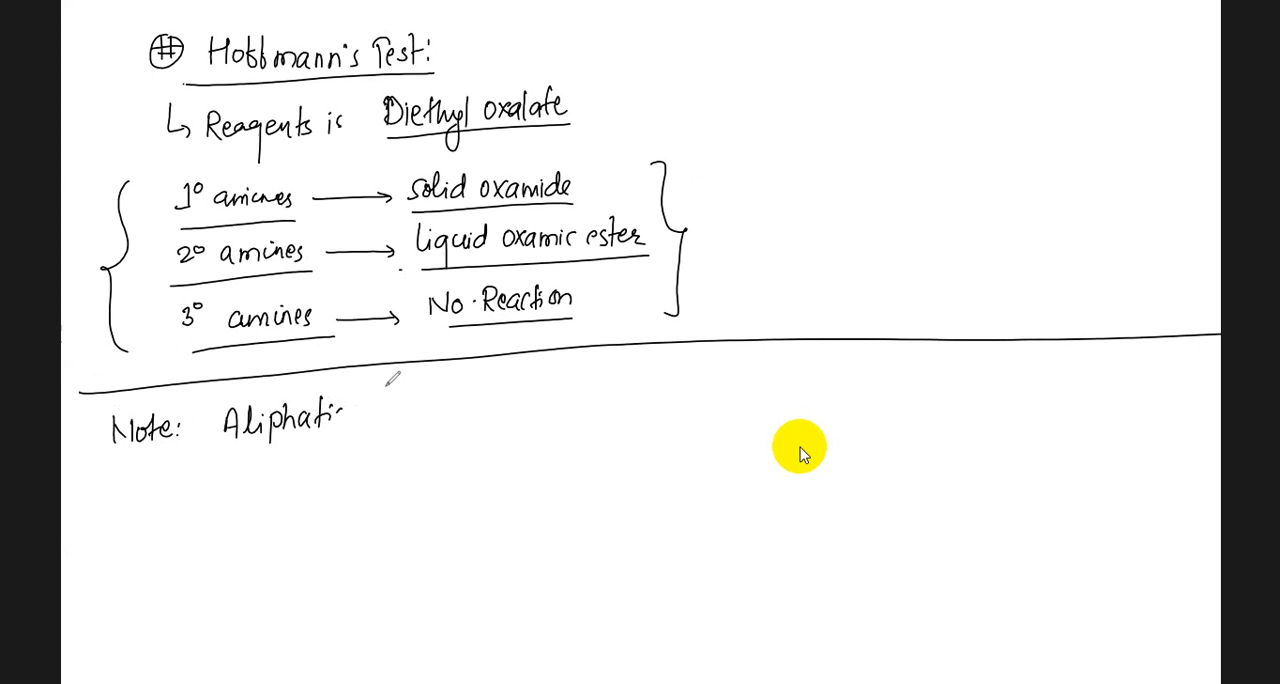 # Hoffmann's Test:
↳ Reagents is Diethyl oxalate
1° amines → solid oxamide
2° amines → liquid oxamic ester
3° amines → No. Reaction
Note: Aliphati-